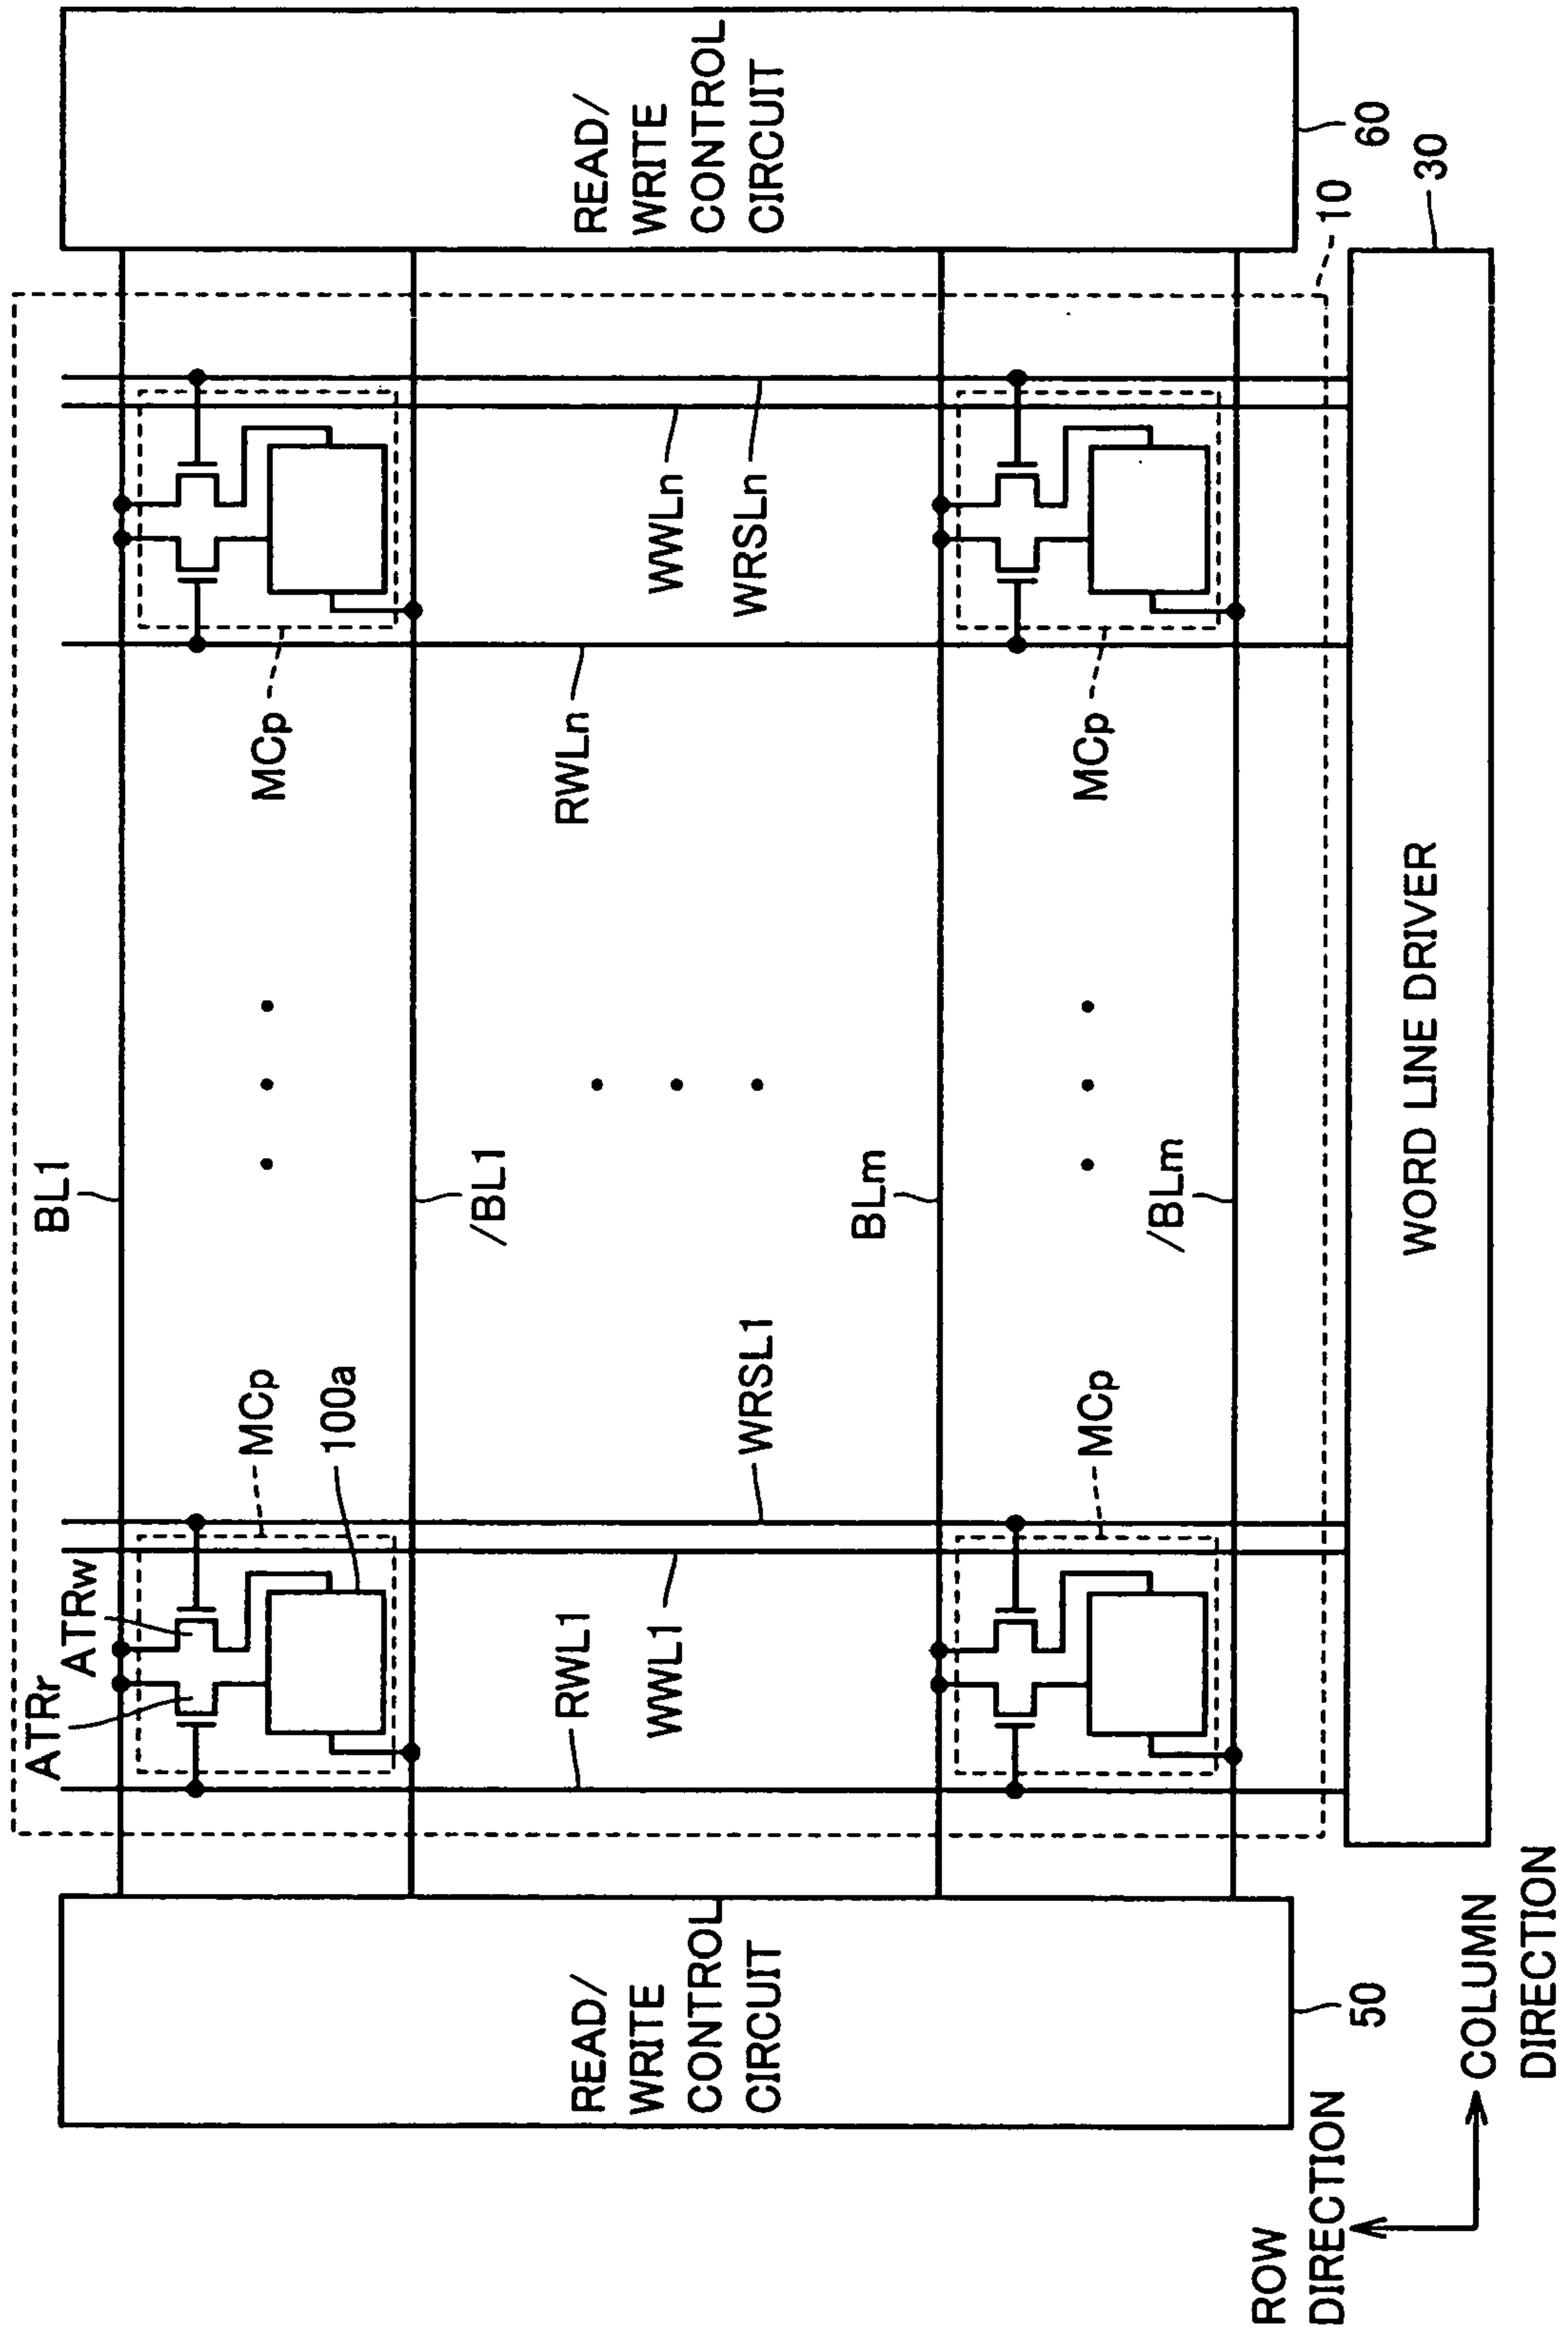 READ/
WRITE
CONTROL
CIRCUIT
60
30
10
WWLn
WRSLn
MCp
RWLn
MCp
BL1
/BL1
BLm
/BLm
WORD LINE DRIVER
MCp
100a
WRSL1
MCp
ATRr
ATRw
RWL1
WWL1
READ/
WRITE
CONTROL
CIRCUIT
50
ROW
DIRECTION
COLUMN
DIRECTION